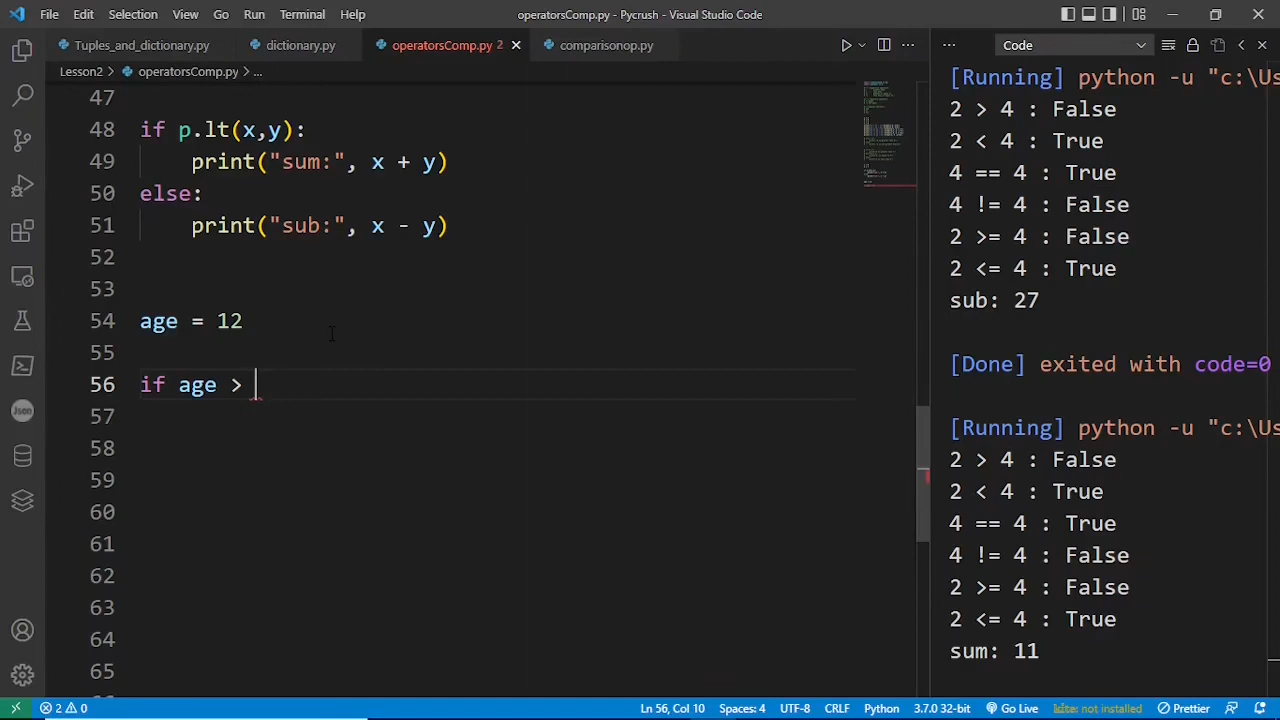 File Edit Selection View Go Run Terminal Help operatorsComp.py - Pycrush - Visual Studio Code
Tuples_and_dictionary.py dictionary.py operatorsComp.py 2 comparisonop.py
Code
Lesson2 > operatorsComp.py > ...
47
48 if p.lt(x,y):
49 print("sum:", x + y)
50 else:
51 print("sub:", x - y)
52
53
54 age = 12
55
56 if age >
57
58
59
60
61
62
63
64
65
[Running] python -u "c:\Us
2 > 4 : False
2 < 4 : True
4 == 4 : True
4 != 4 : False
2 >= 4 : False
2 <= 4 : True
sub: 27
[Done] exited with code=0
[Running] python -u "c:\Us
2 > 4 : False
2 < 4 : True
4 == 4 : True
4 != 4 : False
2 >= 4 : False
2 <= 4 : True
sum: 11
Json
2 0 Ln 56, Col 10 Spaces: 4 UTF-8 CRLF Python 3.7.0 32-bit Go Live kite: not installed Prettier